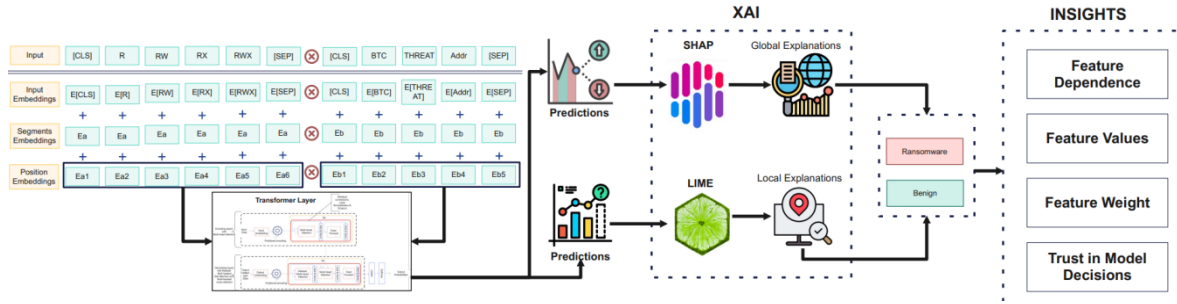 XAI
INSIGHTS
Input
[CLS] R RW RX RWX [SEP] [CLS] BTC THREAT Addr [SEP]
Input
Embeddings
E[CLS] E[R] E[RW] E[RX] E[RWX] E[SEP] [CLS] E[BTC] E[THRE
AT] E[Addr] E[SEP]
+ + + + + + + + + + +
Segments
Embeddings
Ea Ea Ea Ea Ea Ea Eb Eb Eb Eb Eb
+ + + + + + + + + + +
Position
Embeddings
Ea1 Ea2 Ea3 Ea4 Ea5 Ea6 Eb1 Eb2 Eb3 Eb4 Eb5
Transformer Layer
Predictions
Predictions
SHAP
Global Explanations
LIME
Local Explanations
Ransomware
Benign
Feature
Dependence
Feature Values
Feature Weight
Trust in Model
Decisions